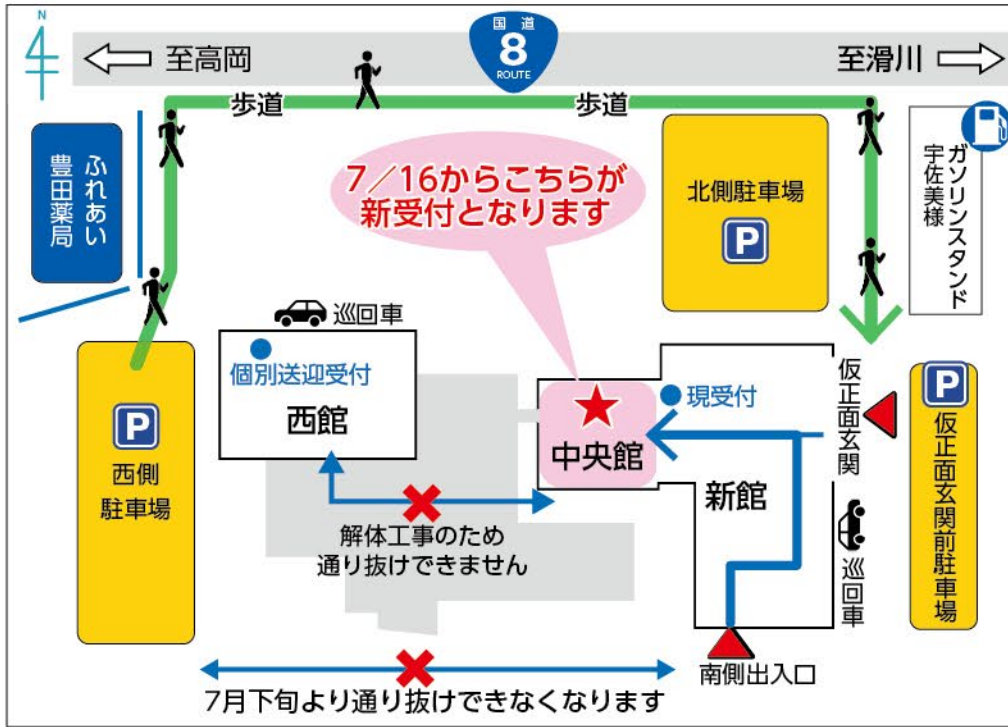 N
至高岡
国道
8
ROUTE
至滑川
歩道
歩道
ふれあい
豊田薬局
7/16からこちらが
新受付となります
北側駐車場
P
ガソリンスタンド
宇佐美様
巡回車
個別送迎受付
西館
P
西側
駐車場
中央館
現受付
新館
仮正面玄関
P
仮正面玄関前駐車場
巡回車
解体工事のため
通り抜けできません
南側出入口
7月下旬より通り抜けできなくなります